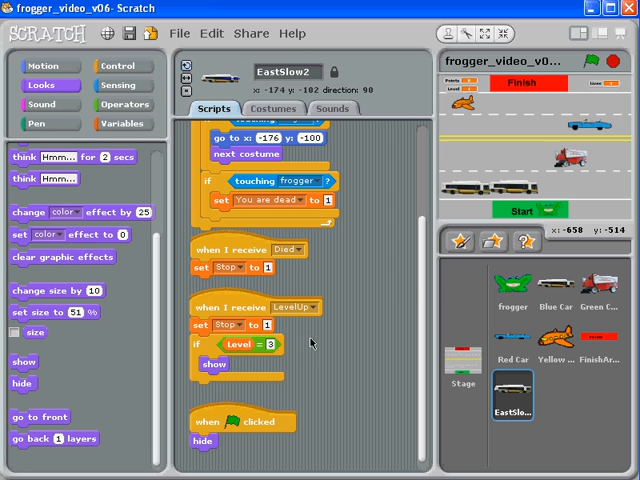 frogger_video_v06- Scratch
SCRATCH File Edit Share Help
Motion Control
Looks Sensing
Sound Operators
Pen Variables
think Hmm... for 2 secs
think Hmm...
change color effect by 25
set color effect to 0
clear graphic effects
change size by 10
set size to 51 %
size
show
hide
go to front
go back 1 layers
EastSlow2
x: -174 y: -102 direction: 90
Scripts Costumes Sounds
go to x: -176 y: -100
next costume
if touching frogger ?
set You are dead to 1
when I receive Died
set Stop to 1
when I receive LevelUp
set Stop to 1
if Level = 3
show
when clicked
hide
frogger_video_v0...
Finish
Start
x: -658 y: -514
frogger Blue Car Green C...
Red Car Yellow ... FinishAr...
Stage
EastSlo...